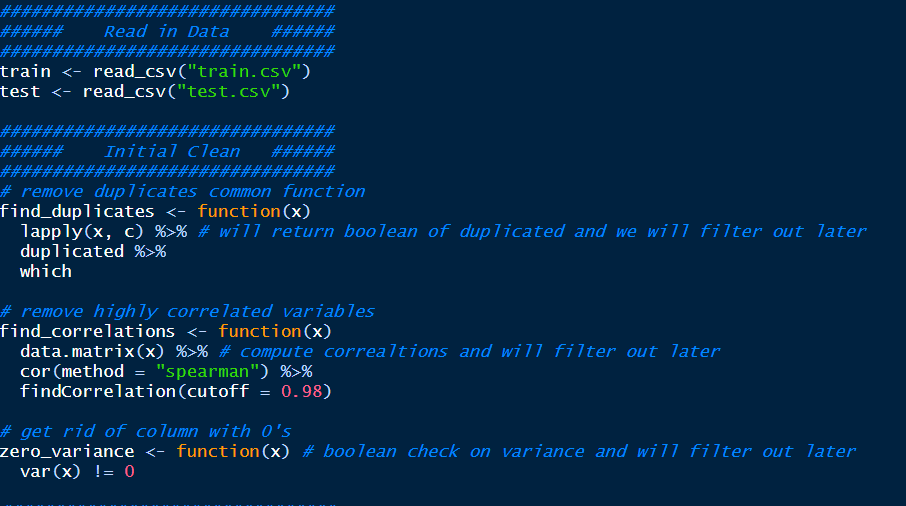 ################################
######    Read in Data    ######
################################
train <- read_csv("train.csv")
test <- read_csv("test.csv")
################################
######    Initial Clean   ######
################################
# remove duplicates common function
find_duplicates <- function(x)
  lapply(x, c) %>% # will return boolean of duplicated and we will filter out later
  duplicated %>%
  which
# remove highly correlated variables
find_correlations <- function(x)
  data.matrix(x) %>% # compute correaltions and will filter out later
  cor(method = "spearman") %>%
  findCorrelation(cutoff = 0.98)
# get rid of column with 0's
zero_variance <- function(x) # boolean check on variance and will filter out later
  var(x) != 0